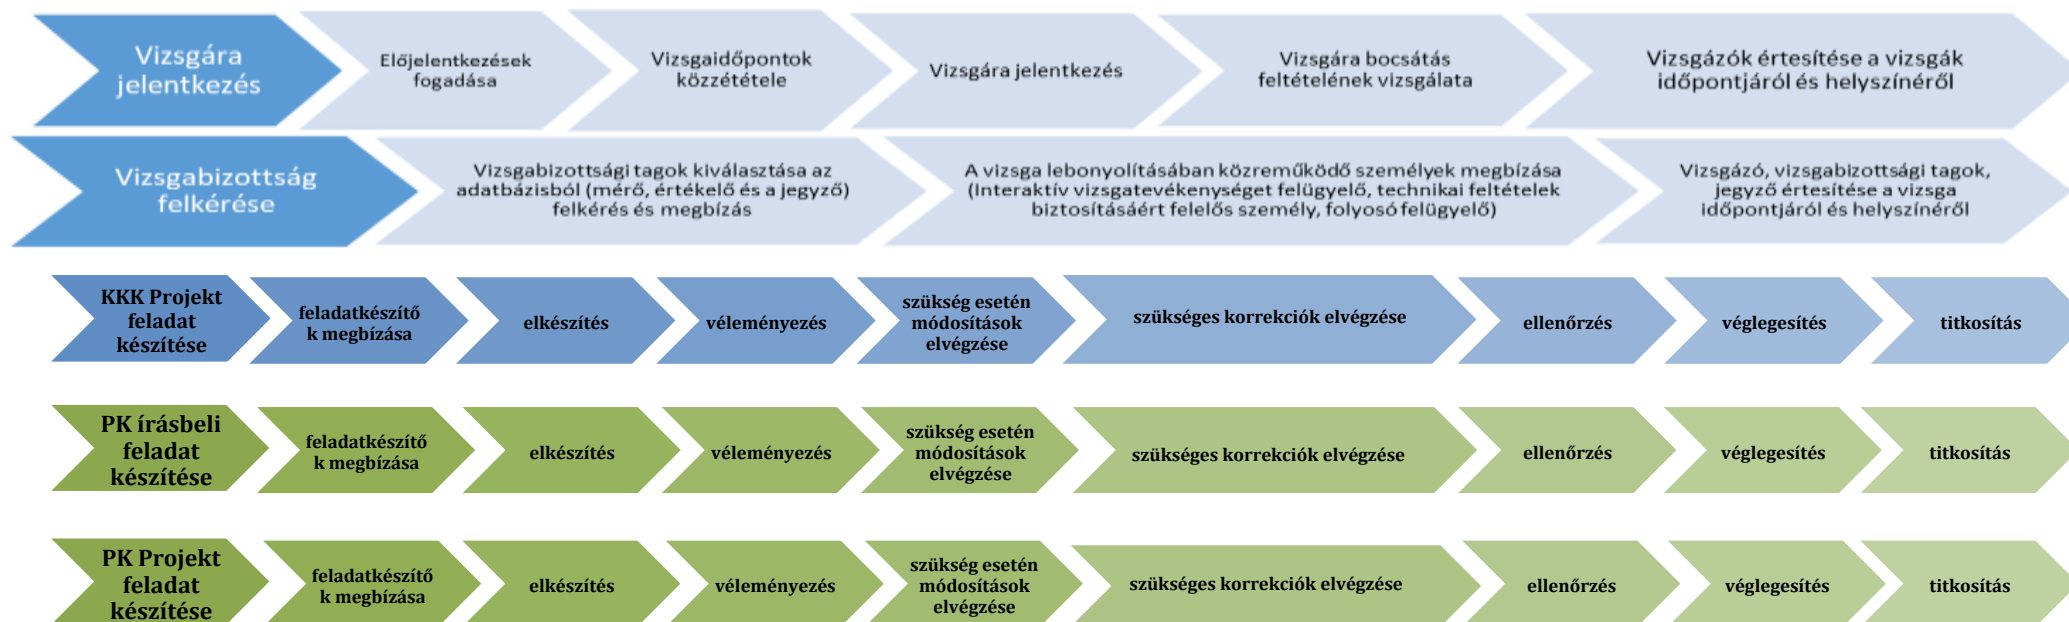 Vizsgára
jelentkezés
Előjelentkezések
fogadása
Vizsgaidőpontok
közzététele
Vizsgára jelentkezés
Vizsgára bocsátás
feltételének vizsgálata
Vizsgázók értesítése a vizsgák
időpontjáról és helyszínéről
Vizsgabizottság
felkérése
Vizsgabizottsági tagok kiválasztása az
adatbázisból (mérő, értékelő és a jegyző)
felkérés és megbízás
A vizsga lebonyolításában közreműködő személyek megbízása
(Interaktív vizsgatevékenységet felügyelő, technikai feltételek
biztosításáért felelős személy, folyosó felügyelő)
Vizsgázó, vizsgabizottsági tagok,
jegyző értesítése a vizsga
időpontjáról és helyszínéről
KKK Projekt
feladat
készítése
feladatkészítő
k megbízása
elkészítés
véleményezés
szükség esetén
módosítások
elvégzése
szükséges korrekciók elvégzése
ellenőrzés
véglegesítés
titkosítás
PK írásbeli
feladat
készítése
feladatkészítő
k megbízása
elkészítés
véleményezés
szükség esetén
módosítások
elvégzése
szükséges korrekciók elvégzése
ellenőrzés
véglegesítés
titkosítás
PK Projekt
feladat
készítése
feladatkészítő
k megbízása
elkészítés
véleményezés
szükség esetén
módosítások
elvégzése
szükséges korrekciók elvégzése
ellenőrzés
véglegesítés
titkosítás